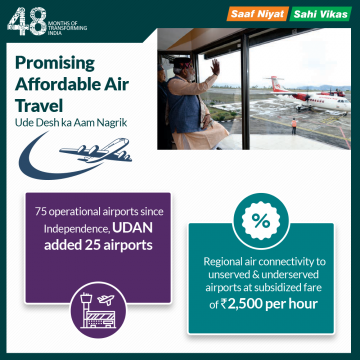 48 MONTHS OF
TRANSFORMING
INDIA
Saaf Niyat Sahi Vikas
Promising
Affordable Air
Travel
Ude Desh ka Aam Nagrik
75 operational airports since
Independence, UDAN
added 25 airports
%
Regional air connectivity to
unserved & underserved
airports at subsidized fare
of ₹2,500 per hour